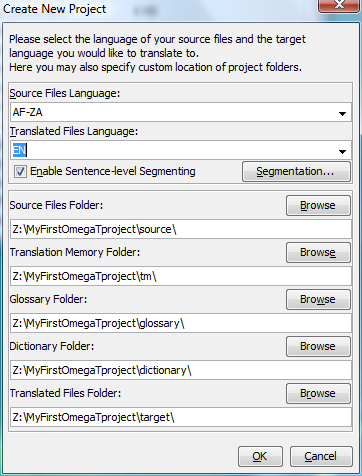 Create New Project
Please select the language of your source files and the target
language you would like to translate to.
Here you may also specify custom location of project folders.
Source Files Language:
AF-ZA
Translated Files Language:
EN
Enable Sentence-level Segmenting Segmentation...
Source Files Folder: Browse
Z:\MyFirstOmegaTproject\source\
Translation Memory Folder: Browse
Z:\MyFirstOmegaTproject\tm\
Glossary Folder: Browse
Z:\MyFirstOmegaTproject\glossary\
Dictionary Folder: Browse
Z:\MyFirstOmegaTproject\dictionary\
Translated Files Folder: Browse
Z:\MyFirstOmegaTproject\target\
OK Cancel